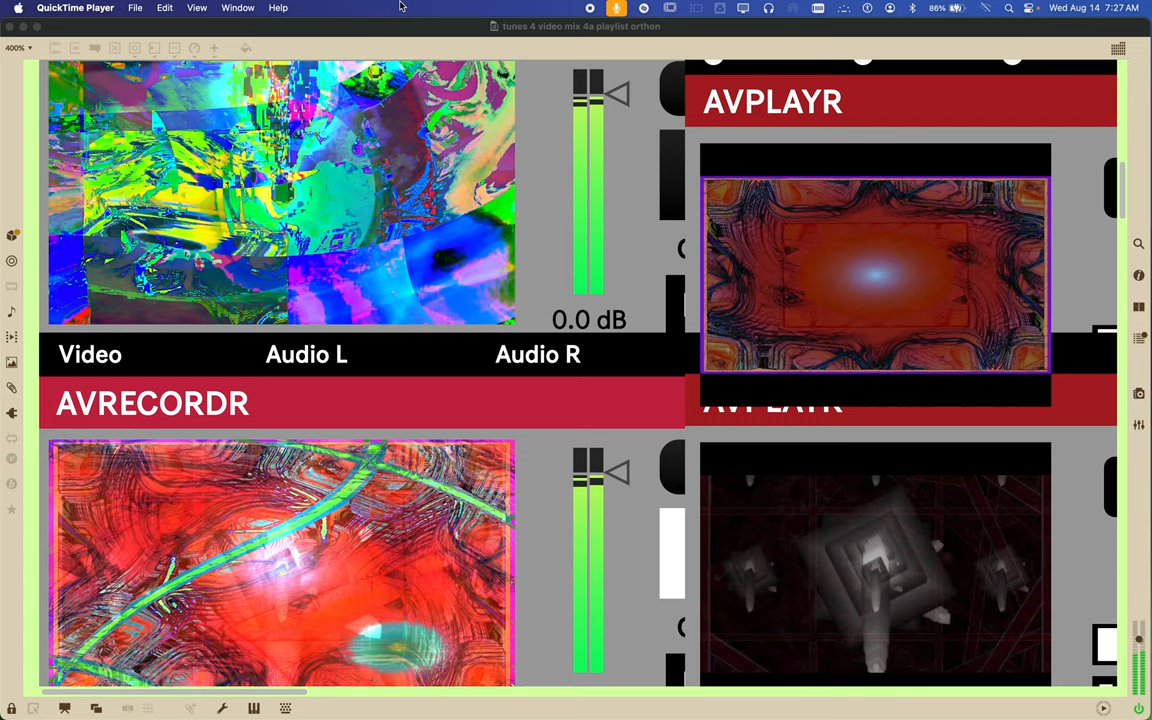 QuickTime Player File Edit View Window Help 86% Wed Aug 14 7:27 AM
tunes 4 video mix 4a playlist orthon
400%
AVPLAYR
0.0 dB
Video Audio L Audio R
AVRECORDR
AVPLAYR